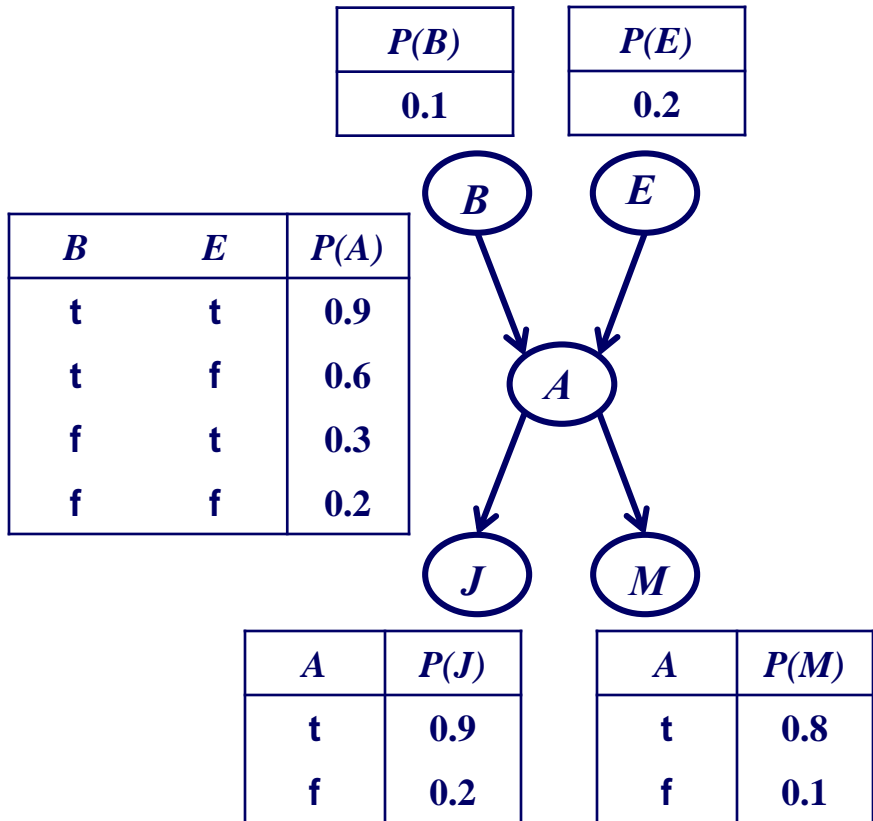 P(B) P(E)
0.1 0.2
B E
B E P(A)
t t 0.9
t f 0.6
A
f t 0.3
f f 0.2
J M
A P(J) A P(M)
t 0.9 t 0.8
f 0.2 f 0.1